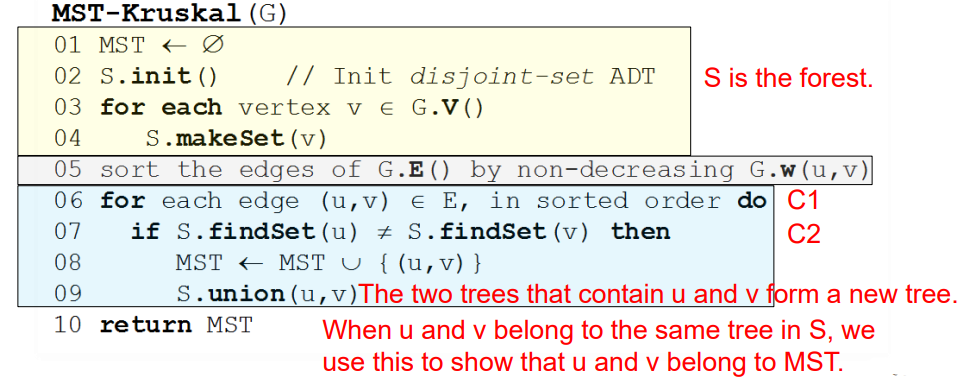 MST-Kruskal(G)
01 MST ← ∅
02 S.init() // Init disjoint-set ADT
S is the forest.
03 for each vertex v ∈ G.V()
04 S.makeSet(v)
05 sort the edges of G.E() by non-decreasing G.w(u,v)
06 for each edge (u,v) ∈ E, in sorted order do C1
07 if S.findSet(u) ≠ S.findSet(v) then C2
08 MST ← MST ∪ {(u,v)}
09 S.union(u,v) The two trees that contain u and v form a new tree.
10 return MST
When u and v belong to the same tree in S, we
use this to show that u and v belong to MST.